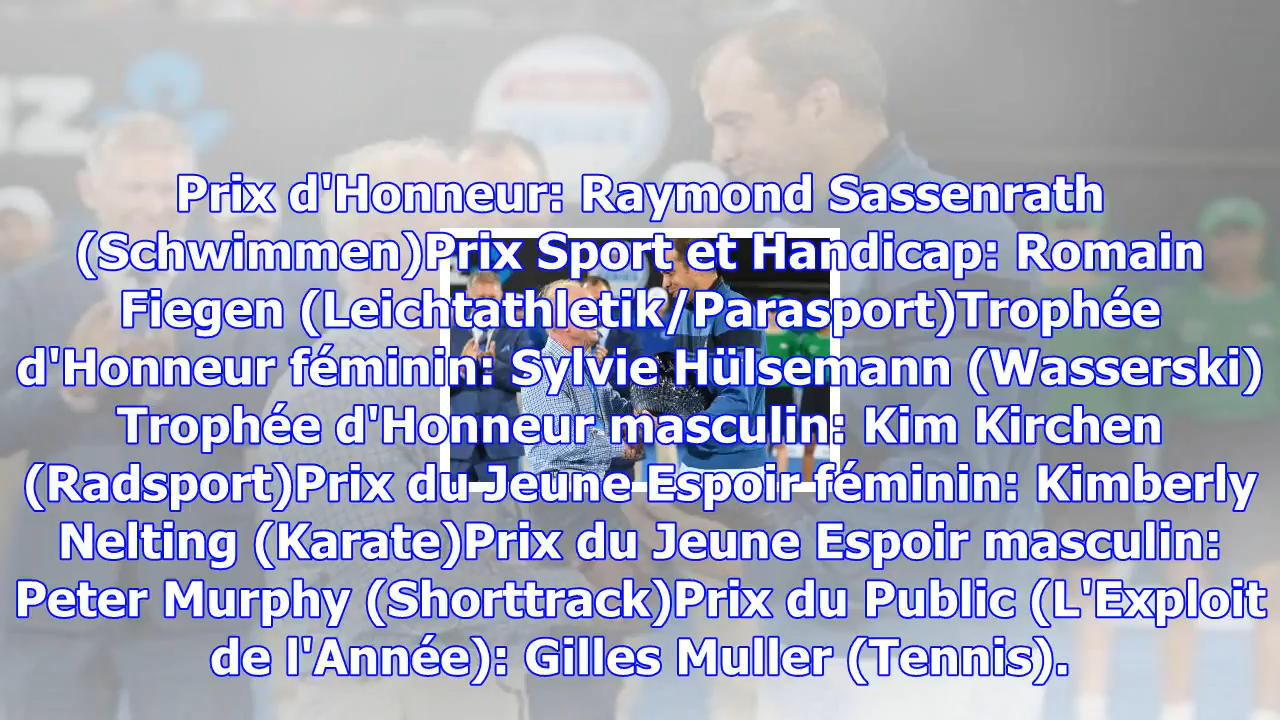 Prix d'Honneur: Raymond Sassenrath
(Schwimmen)Prix Sport et Handicap: Romain
Fiegen (Leichtathletik/Parasport)Trophée
d'Honneur féminin: Sylvie Hülsemann (Wasserski)
Trophée d'Honneur masculin: Kim Kirchen
(Radsport)Prix du Jeune Espoir féminin: Kimberly
Nelting (Karate)Prix du Jeune Espoir masculin:
Peter Murphy (Shorttrack)Prix du Public (L'Exploit
de l'Année): Gilles Muller (Tennis).